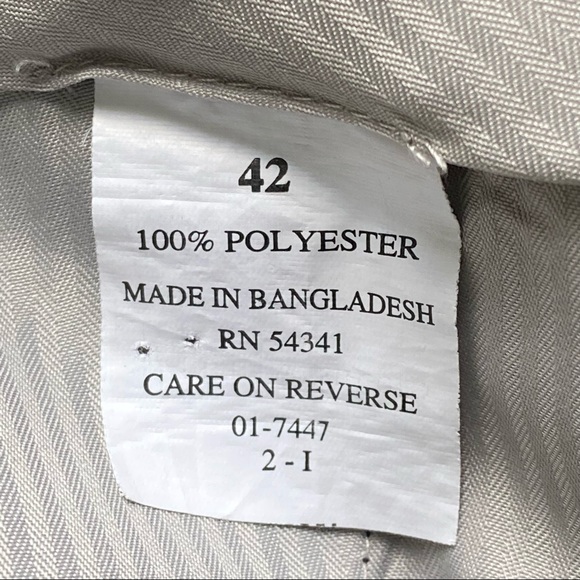 42
100% POLYESTER
MADE IN BANGLADESH
RN 54341
CARE ON REVERSE
01-7447
2 - I